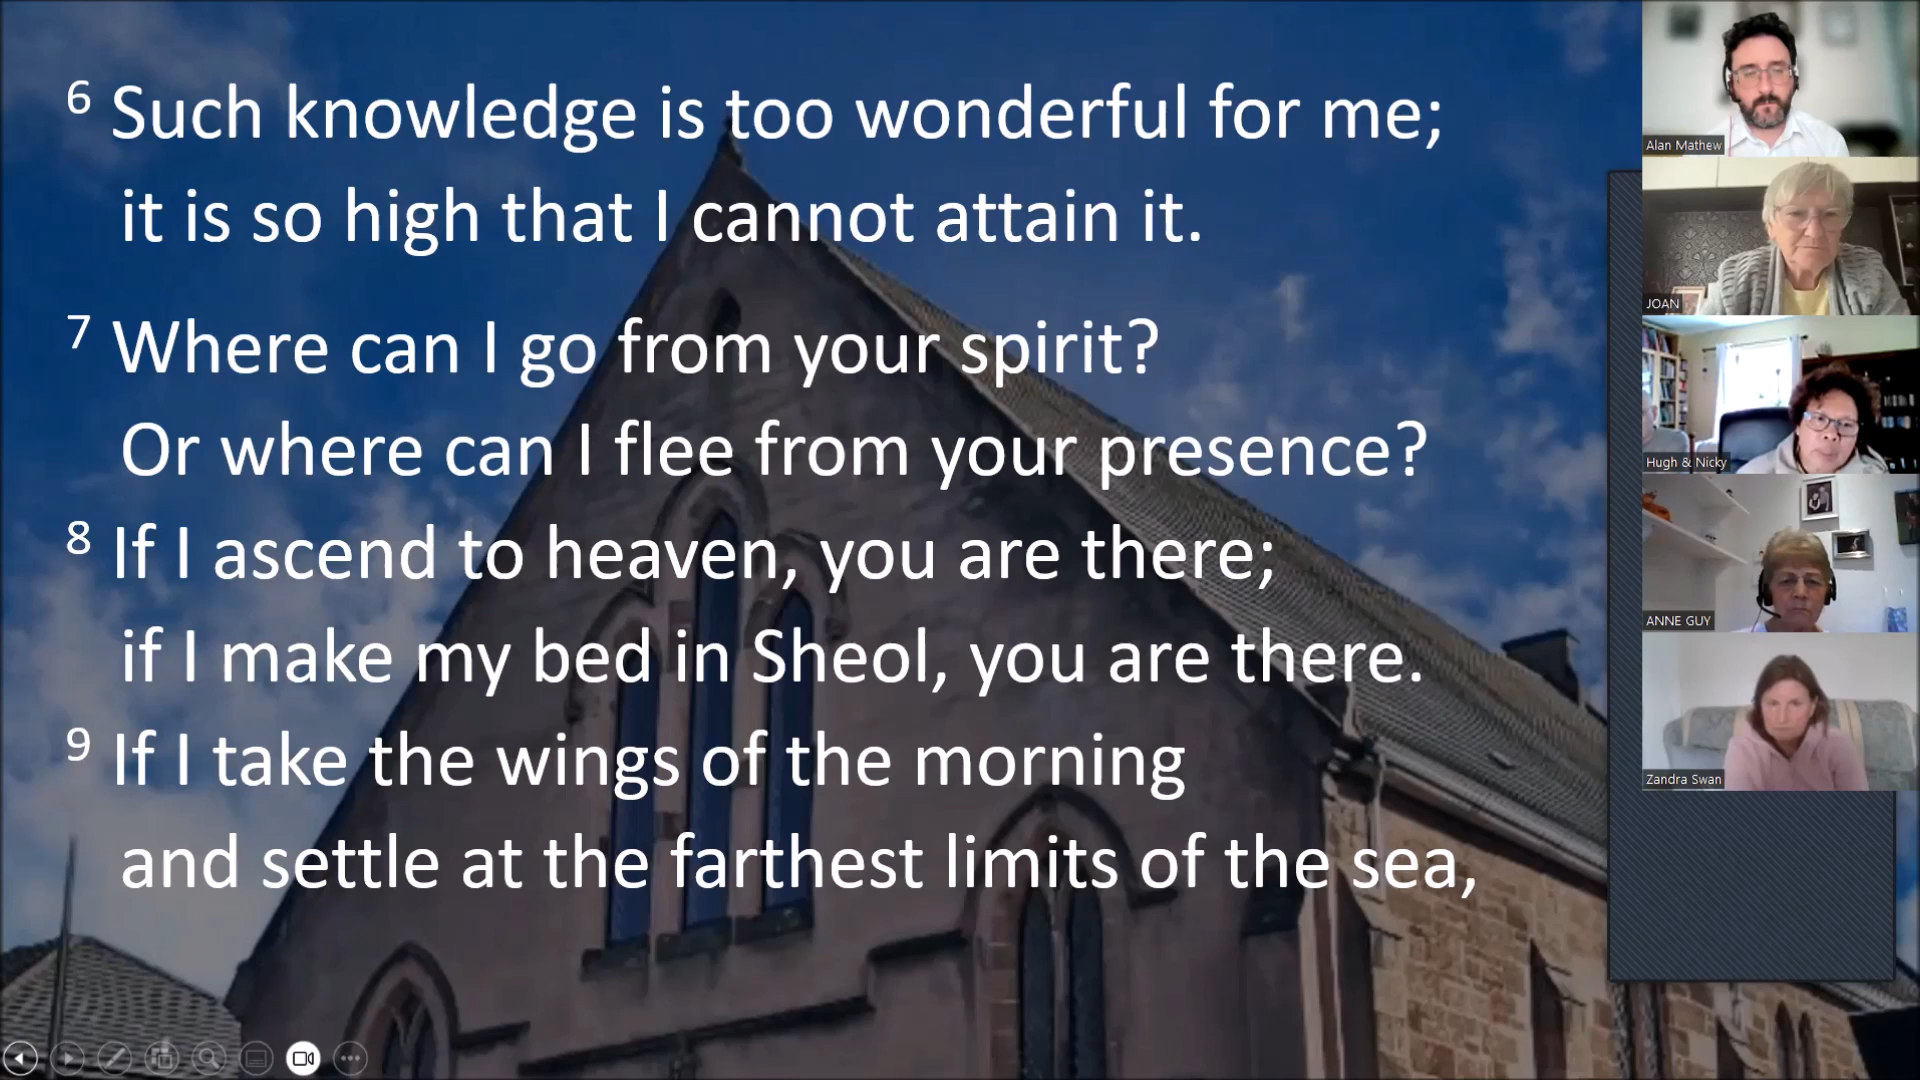 6 Such knowledge is too wonderful for me;
it is so high that I cannot attain it.
7 Where can I go from your spirit?
Or where can I flee from your presence?
8 If I ascend to heaven, you are there;
if I make my bed in Sheol, you are there.
9 If I take the wings of the morning
and settle at the farthest limits of the sea,
Alan Mathew
JOAN
Hugh & Nicky
ANNE GUY
Zandra Swan